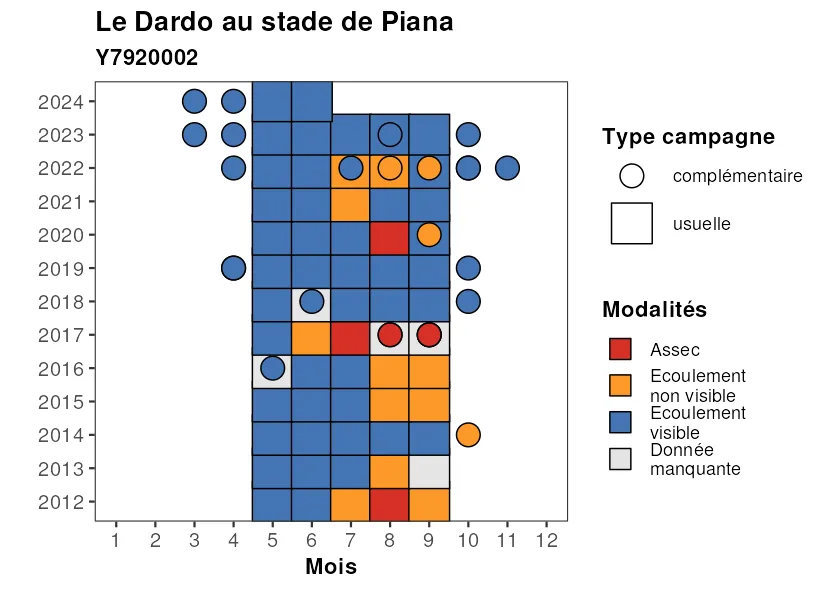 Le Dardo au stade de Piana
Y7920002
2024
2023
2022
2021
2020
2019
2018
2017
2016
2015
2014
2013
2012
1 2 3 4 5 6 7 8 9 10 11 12
Mois
Type campagne
complémentaire
usuelle
Modalités
Assec
Ecoulement
non visible
Ecoulement
visible
Donnée
manquante